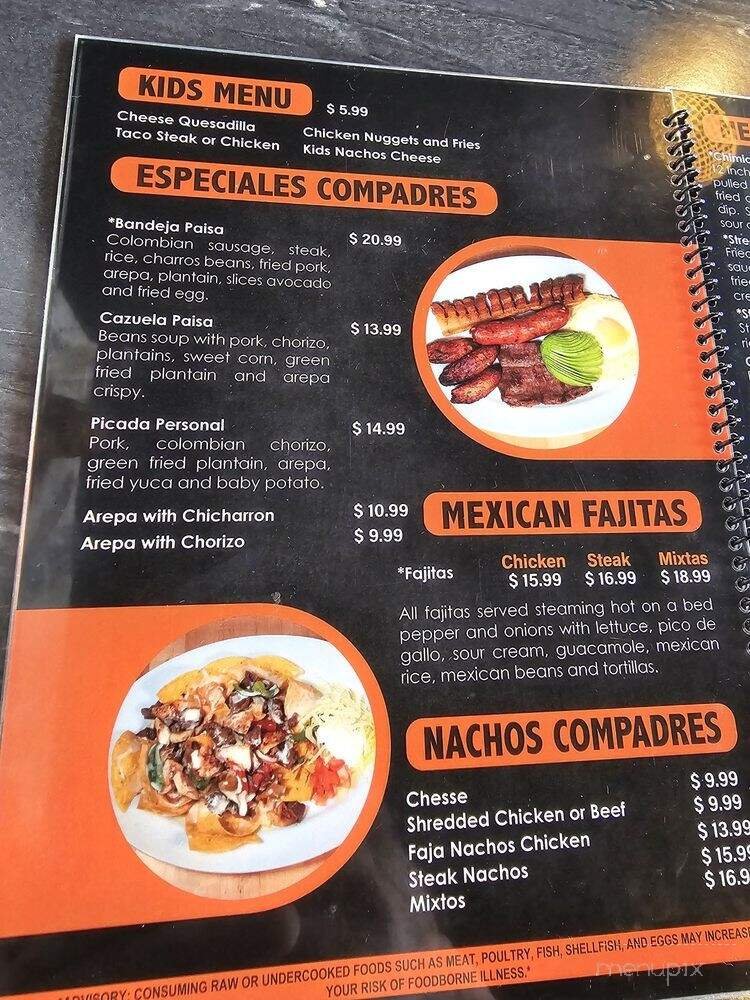 KIDS MENU
$ 5.99
Cheese Quesadilla
Taco Steak or Chicken
Chicken Nuggets and Fries
Kids Nachos Cheese
ESPECIALES COMPADRES
*Bandeja Paisa
$ 20.99
Colombian sausage, steak,
rice, charros beans, fried pork,
arepa, plantain, slices avocado
and fried egg.
Cazuela Paisa
$ 13.99
Beans soup with pork, chorizo,
plantains, sweet corn, green
fried plantain and arepa
crispy.
Picada Personal
$ 14.99
Pork, colombian chorizo,
green fried plantain, arepa,
fried yuca and baby potato.
Arepa with Chicharron $ 10.99
Arepa with Chorizo $ 9.99
MEXICAN FAJITAS
Chicken Steak Mixtas
*Fajitas $ 15.99 $ 16.99 $ 18.99
All fajitas served steaming hot on a bed
pepper and onions with lettuce, pico de
gallo, sour cream, guacamole, mexican
rice, mexican beans and tortillas.
NACHOS COMPADRES
Chesse $ 9.99
Shredded Chicken or Beef $ 9.99
Faja Nachos Chicken $ 13.99
Steak Nachos $ 15.99
Mixtos $ 16.9
ADVISORY: CONSUMING RAW OR UNDERCOOKED FOODS SUCH AS MEAT, POULTRY, FISH, SHELLFISH, AND EGGS MAY INCREASE
YOUR RISK OF FOODBORNE ILLNESS.*
menupix